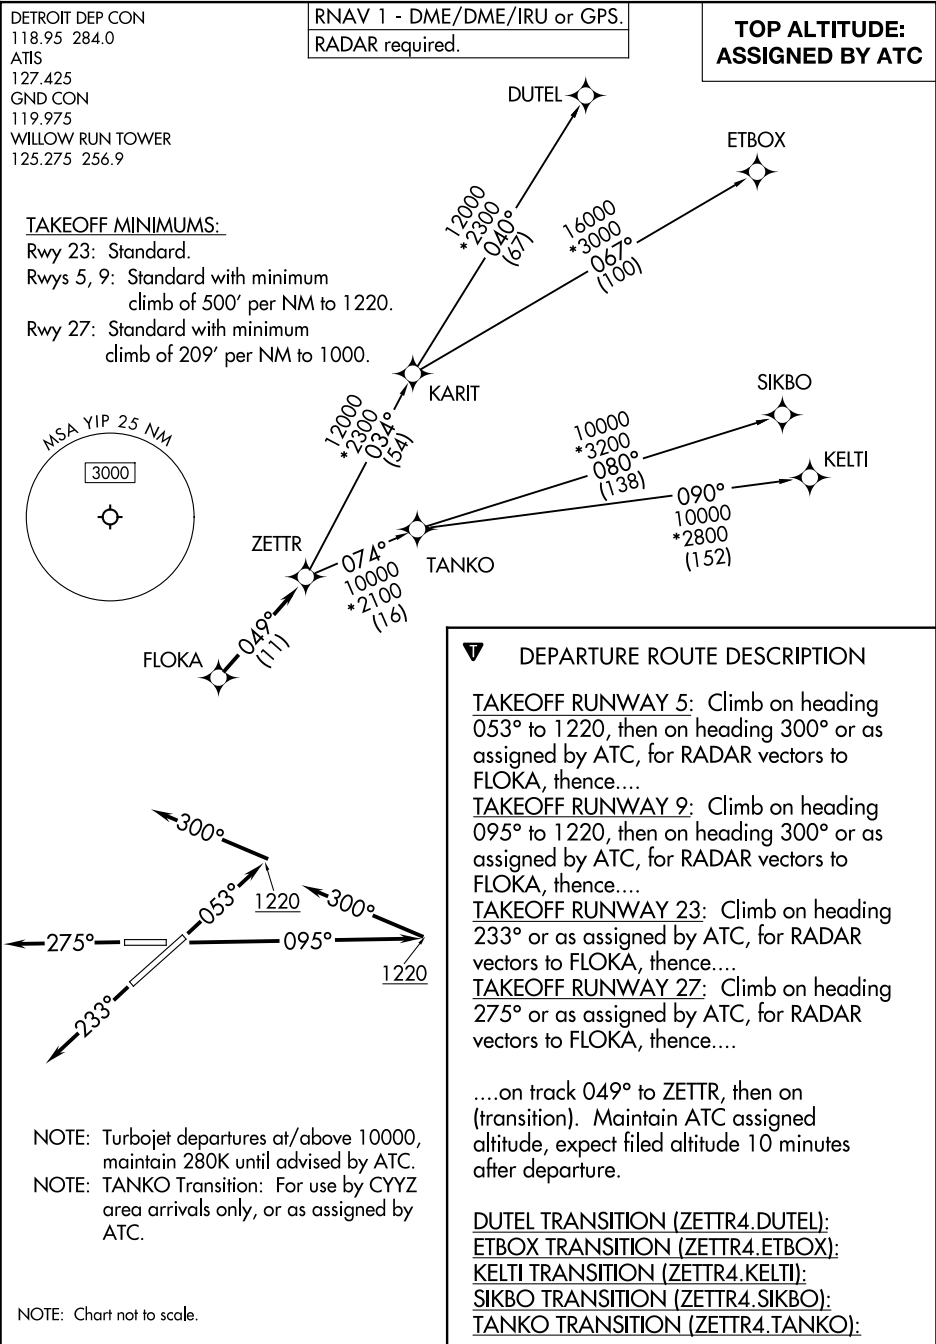 DETROIT DEP CON
118.95 284.0
ATIS
127.425
GND CON
119.975
WILLOW RUN TOWER
125.275 256.9
RNAV 1 - DME/DME/IRU or GPS.
RADAR required.
TOP ALTITUDE:
ASSIGNED BY ATC
TAKEOFF MINIMUMS:
Rwy 23: Standard.
Rwys 5, 9: Standard with minimum
climb of 500' per NM to 1220.
Rwy 27: Standard with minimum
climb of 209' per NM to 1000.
MSA YIP 25 NM
3000
DUTEL
ETBOX
12000
*2300
040°
(67)
16000
*3000
067°
(100)
KARIT
12000
*2300
034°
(54)
SIKBO
10000
*3200
080°
(138)
KELTI
090°
10000
*2800
(152)
ZETTR
074°
10000
*2100
(16)
TANKO
049°
(11)
FLOKA
300°
053°
1220
300°
275°
095°
1220
233°
NOTE: Turbojet departures at/above 10000,
maintain 280K until advised by ATC.
NOTE: TANKO Transition: For use by CYYZ
area arrivals only, or as assigned by
ATC.
NOTE: Chart not to scale.
T
DEPARTURE ROUTE DESCRIPTION
TAKEOFF RUNWAY 5: Climb on heading
053° to 1220, then on heading 300° or as
assigned by ATC, for RADAR vectors to
FLOKA, thence....
TAKEOFF RUNWAY 9: Climb on heading
095° to 1220, then on heading 300° or as
assigned by ATC, for RADAR vectors to
FLOKA, thence....
TAKEOFF RUNWAY 23: Climb on heading
233° or as assigned by ATC, for RADAR
vectors to FLOKA, thence....
TAKEOFF RUNWAY 27: Climb on heading
275° or as assigned by ATC, for RADAR
vectors to FLOKA, thence....
....on track 049° to ZETTR, then on
(transition). Maintain ATC assigned
altitude, expect filed altitude 10 minutes
after departure.
DUTEL TRANSITION (ZETTR4.DUTEL):
ETBOX TRANSITION (ZETTR4.ETBOX):
KELTI TRANSITION (ZETTR4.KELTI):
SIKBO TRANSITION (ZETTR4.SIKBO):
TANKO TRANSITION (ZETTR4.TANKO):